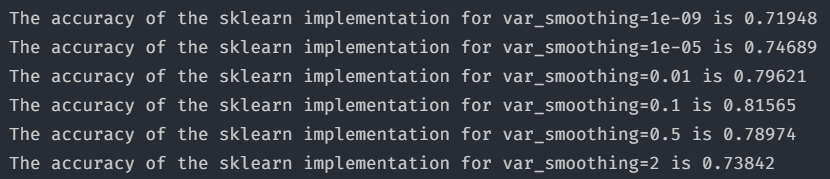 The accuracy of the sklearn implementation for var_smoothing=1e-09 is 0.71948
The accuracy of the sklearn implementation for var_smoothing=1e-05 is 0.74689
The accuracy of the sklearn implementation for var_smoothing=0.01 is 0.79621
The accuracy of the sklearn implementation for var_smoothing=0.1 is 0.81565
The accuracy of the sklearn implementation for var_smoothing=0.5 is 0.78974
The accuracy of the sklearn implementation for var_smoothing=2 is 0.73842